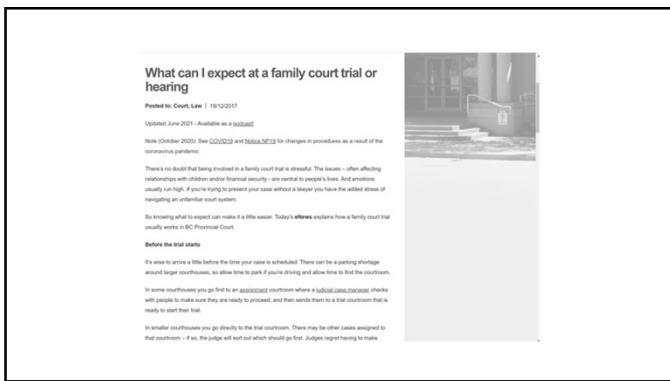 What can I expect at a family court trial or
hearing
Posted to: Court, Law | 19/12/2017
Updated June 2021 - Available as a podcast!
Note (October 2020): See COVID19 and Notice NP19 for changes in procedures as a result of the
coronavirus pandemic.
There's no doubt that being involved in a family court trial is stressful. The issues – often affecting
relationships with children and/or financial security - are central to people's lives. And emotions
usually run high. If you're trying to present your case without a lawyer you have the added stress of
navigating an unfamiliar court system.
So knowing what to expect can make it a little easier. Today's eNews explains how a family court trial
usually works in BC Provincial Court.
Before the trial starts
It's wise to arrive a little before the time your case is scheduled. There can be a parking shortage
around larger courthouses, so allow time to park if you're driving and allow time to find the courtroom.
In some courthouses you go first to an assignment courtroom where a judicial case manager checks
with people to make sure they are ready to proceed, and then sends them to a trial courtroom that is
ready to start their trial.
In smaller courthouses you go directly to the trial courtroom. There may be other cases assigned to
that courtroom – if so, the judge will sort out which should go first. Judges regret having to make